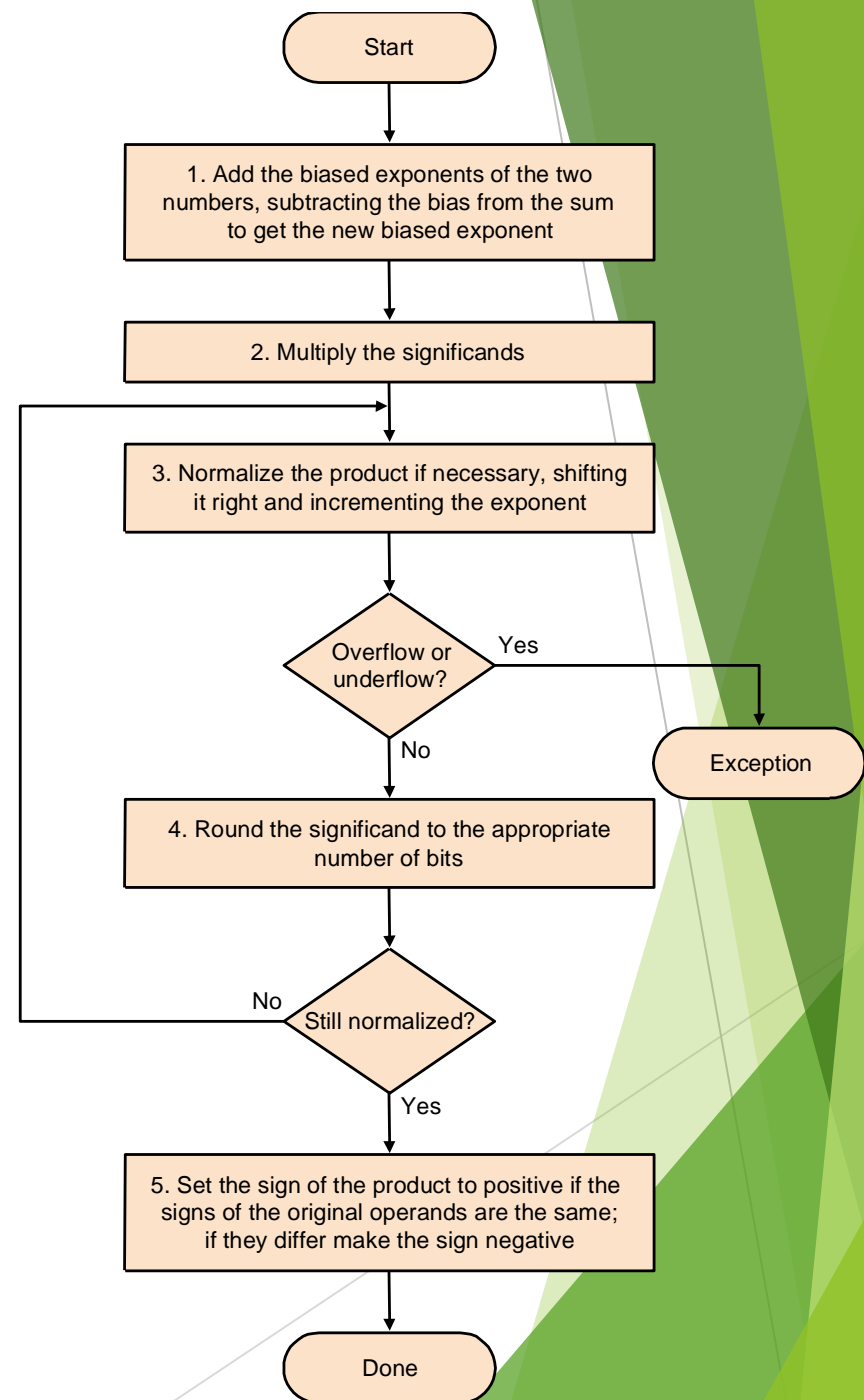 Start
1. Add the biased exponents of the two
numbers, subtracting the bias from the sum
to get the new biased exponent
2. Multiply the significands
3. Normalize the product if necessary, shifting
it right and incrementing the exponent
Overflow or
underflow?
Yes
No
Exception
4. Round the significand to the appropriate
number of bits
No
Still normalized?
Yes
5. Set the sign of the product to positive if the
signs of the original operands are the same;
if they differ make the sign negative
Done